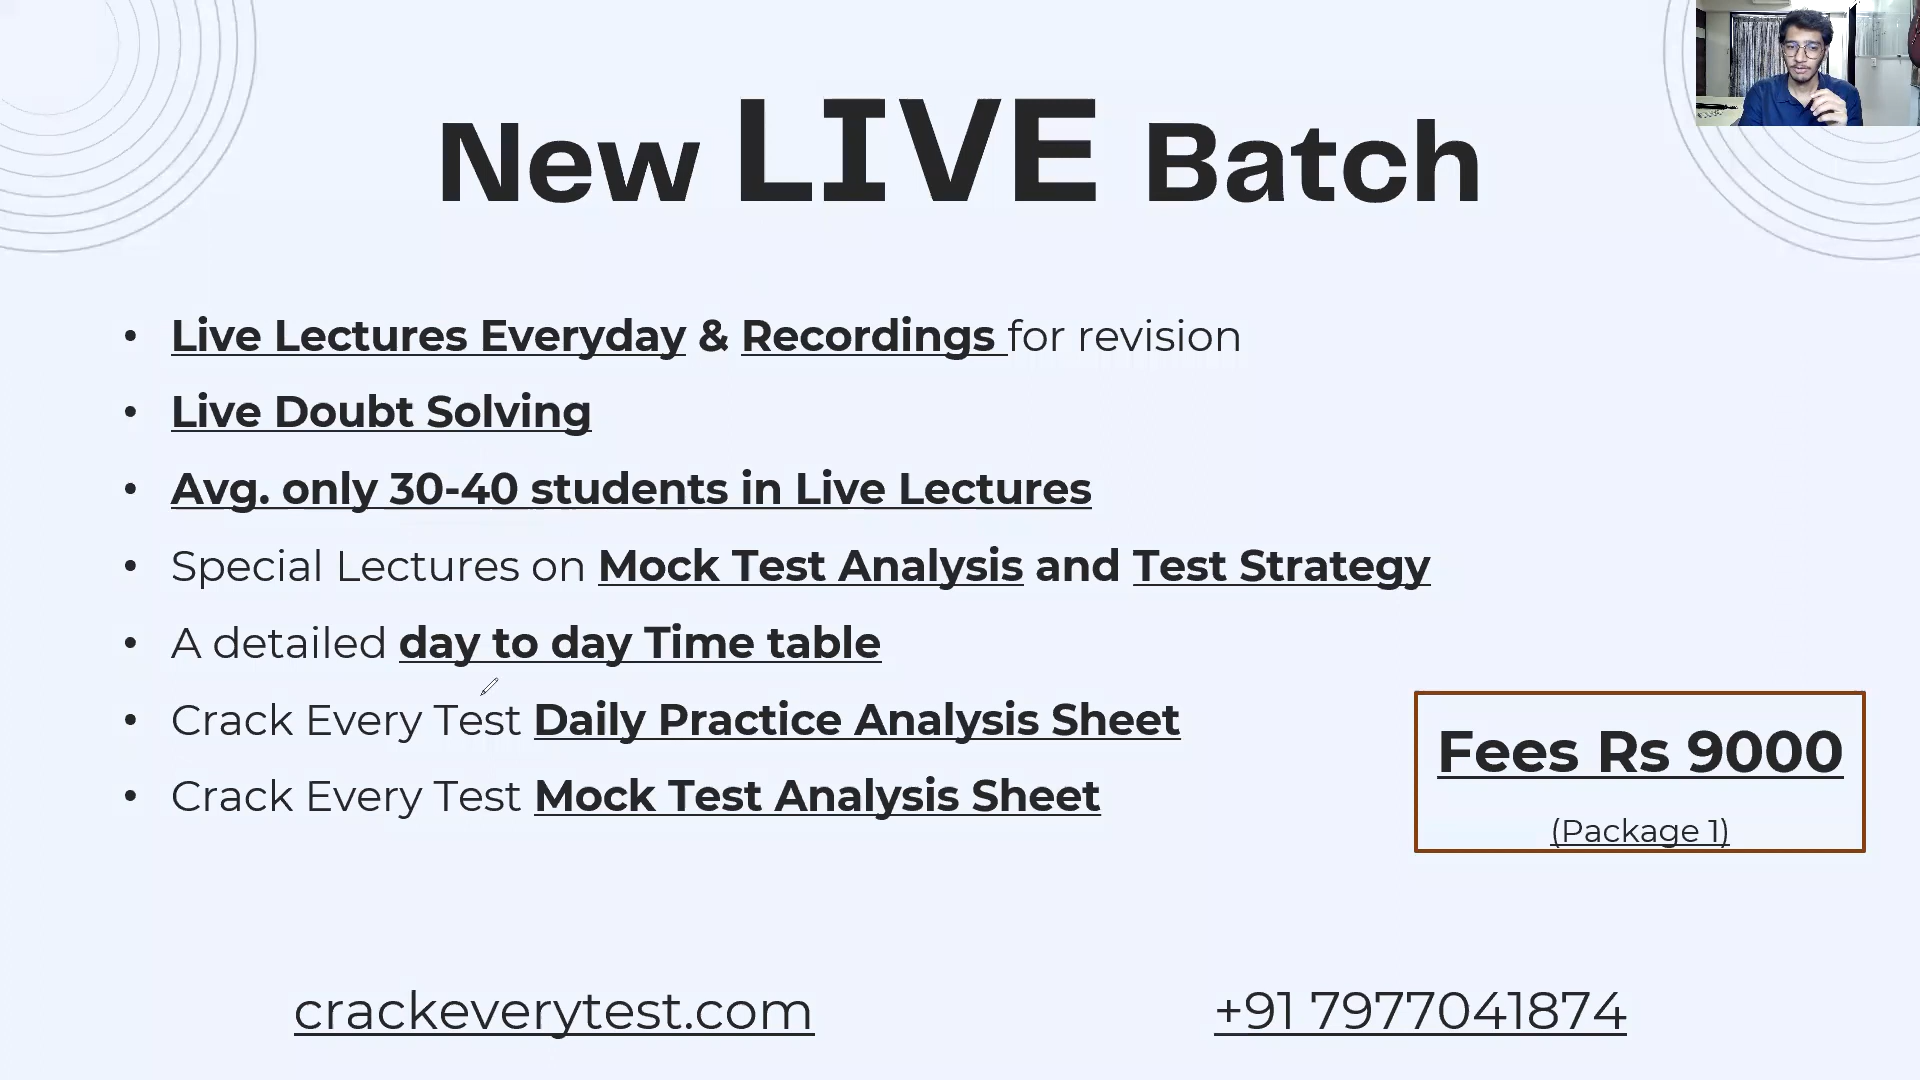 New LIVE Batch
• Live Lectures Everyday & Recordings for revision
• Live Doubt Solving
• Avg. only 30-40 students in Live Lectures
• Special Lectures on Mock Test Analysis and Test Strategy
• A detailed day to day Time table
• Crack Every Test Daily Practice Analysis Sheet
• Crack Every Test Mock Test Analysis Sheet
Fees Rs 9000
(Package 1)
crackeverytest.com
+91 7977041874